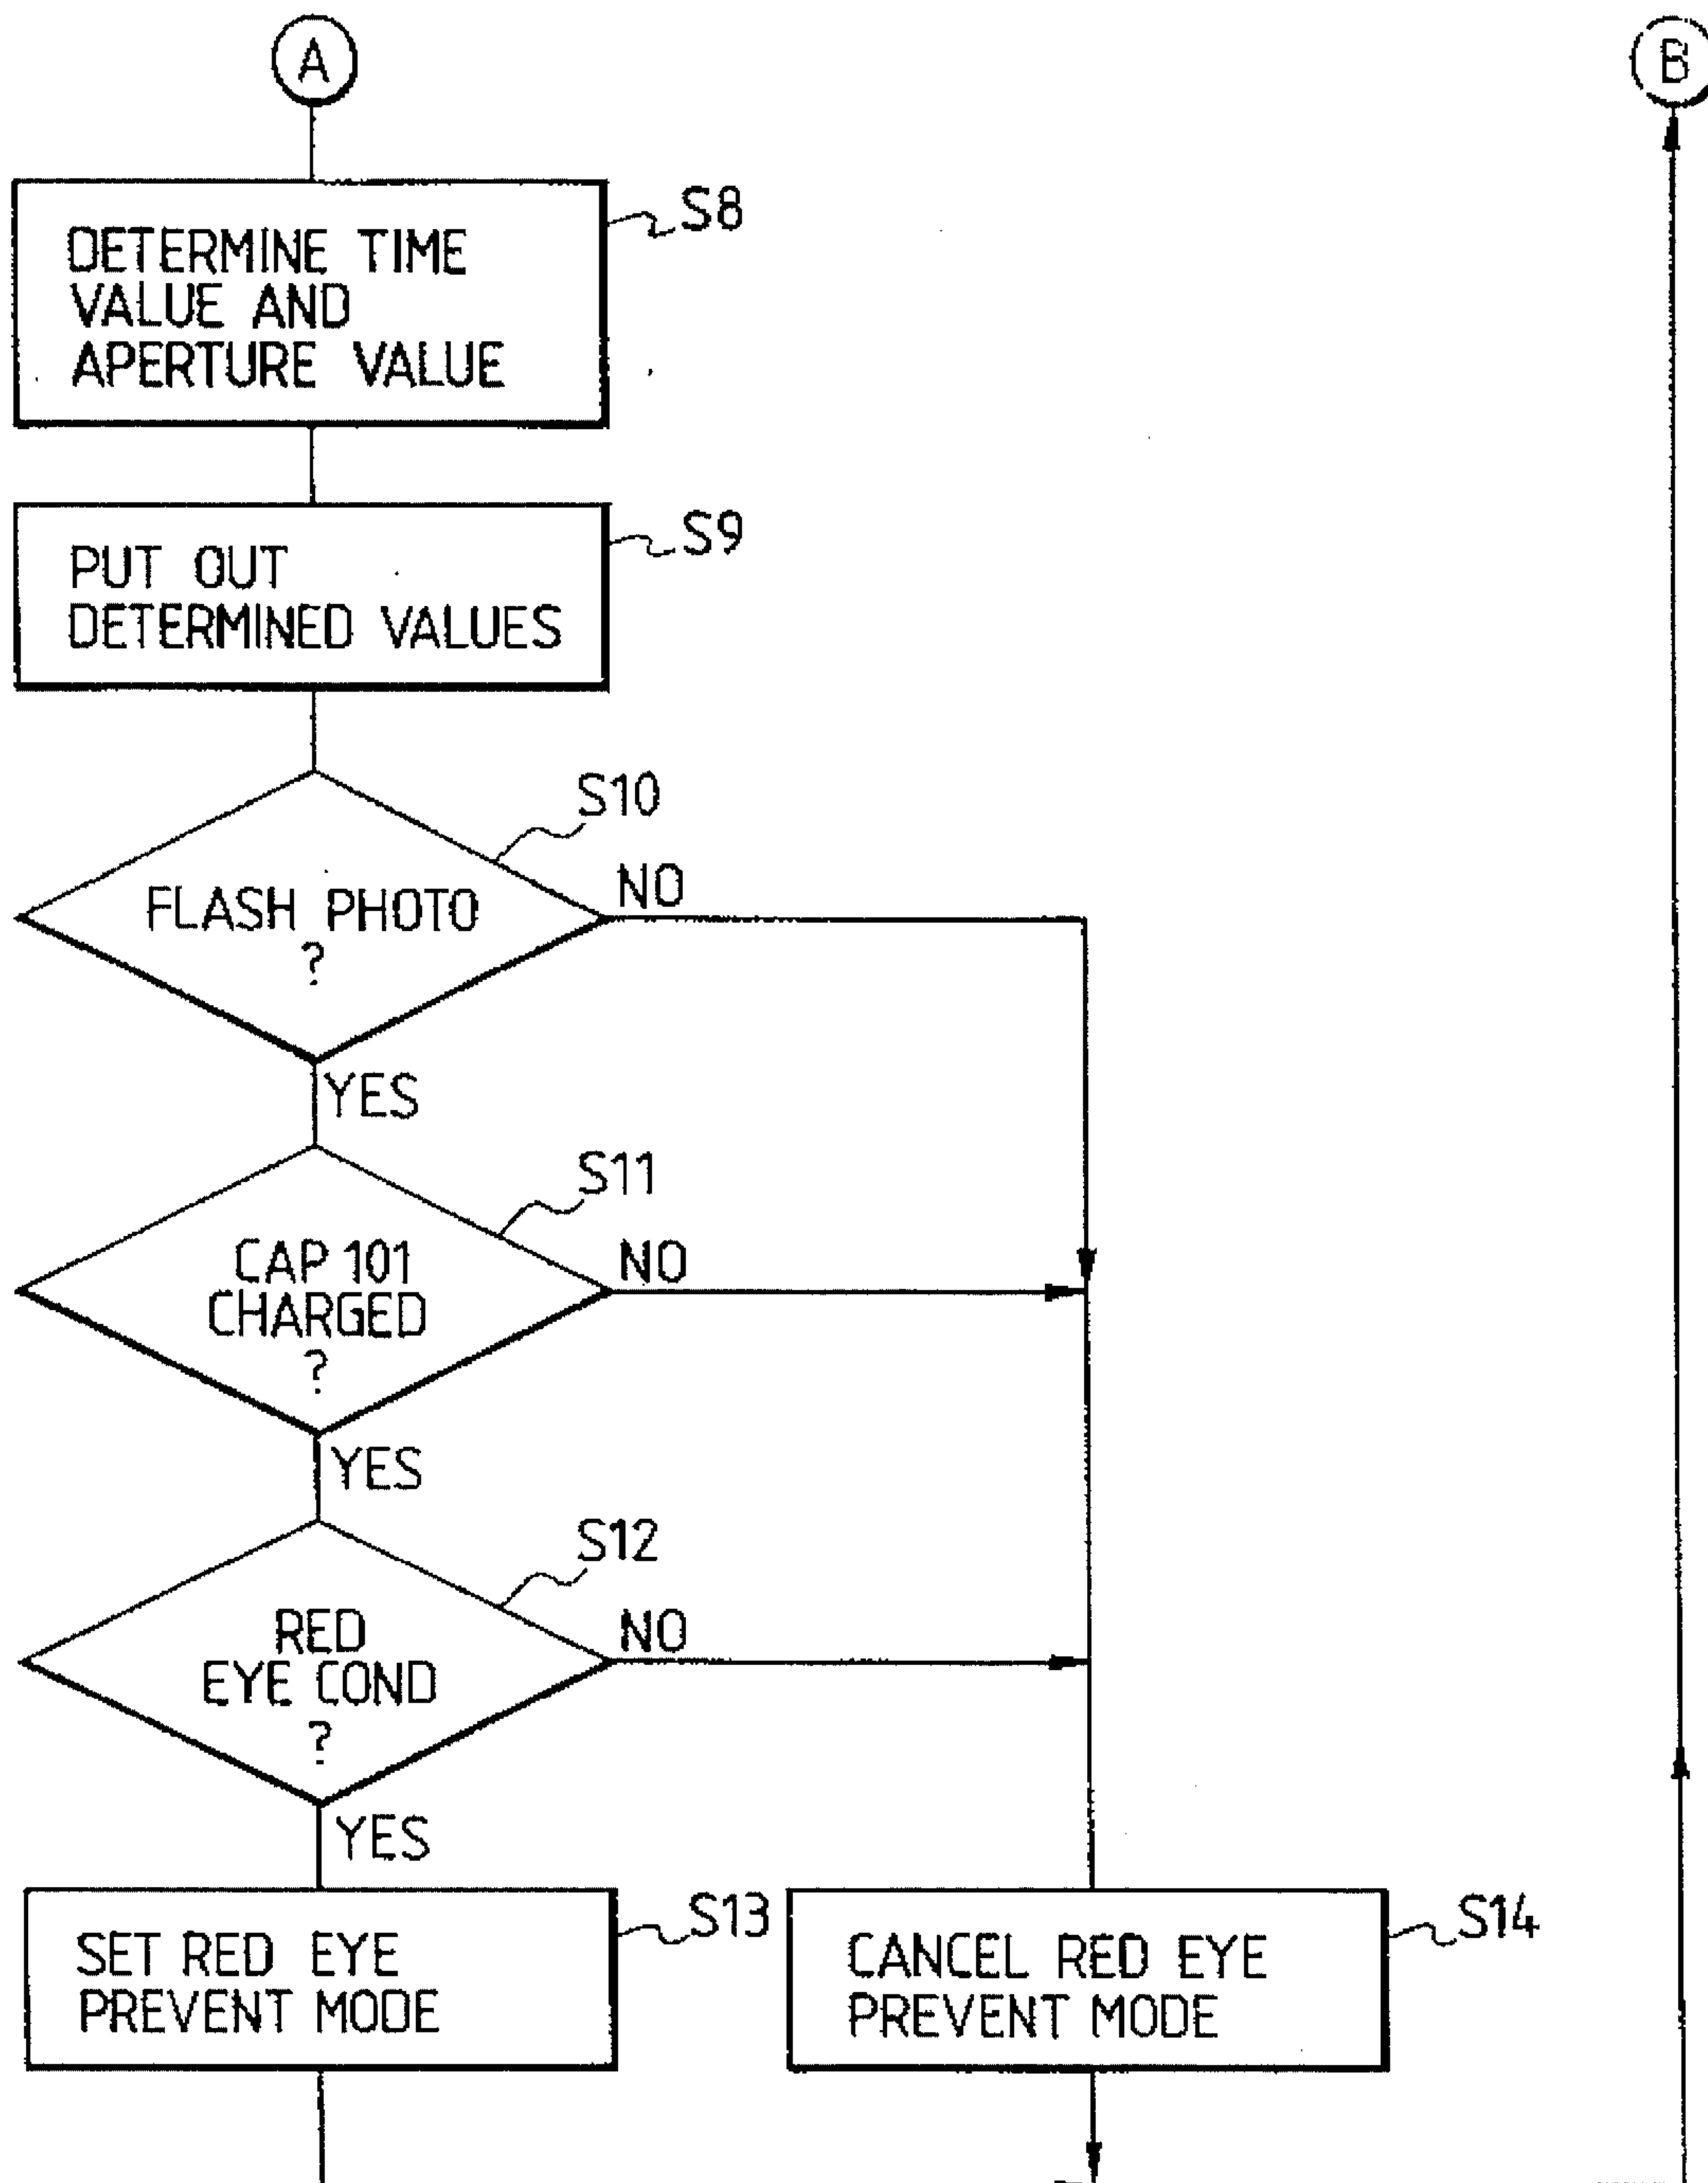 A
B
S8
DETERMINE TIME
VALUE AND
APERTURE VALUE
S9
PUT OUT
DETERMINED VALUES
S10
FLASH PHOTO
?
NO
YES
S11
CAP 101
CHARGED
?
NO
YES
S12
RED
EYE COND
?
NO
YES
S13
SET RED EYE
PREVENT MODE
S14
CANCEL RED EYE
PREVENT MODE